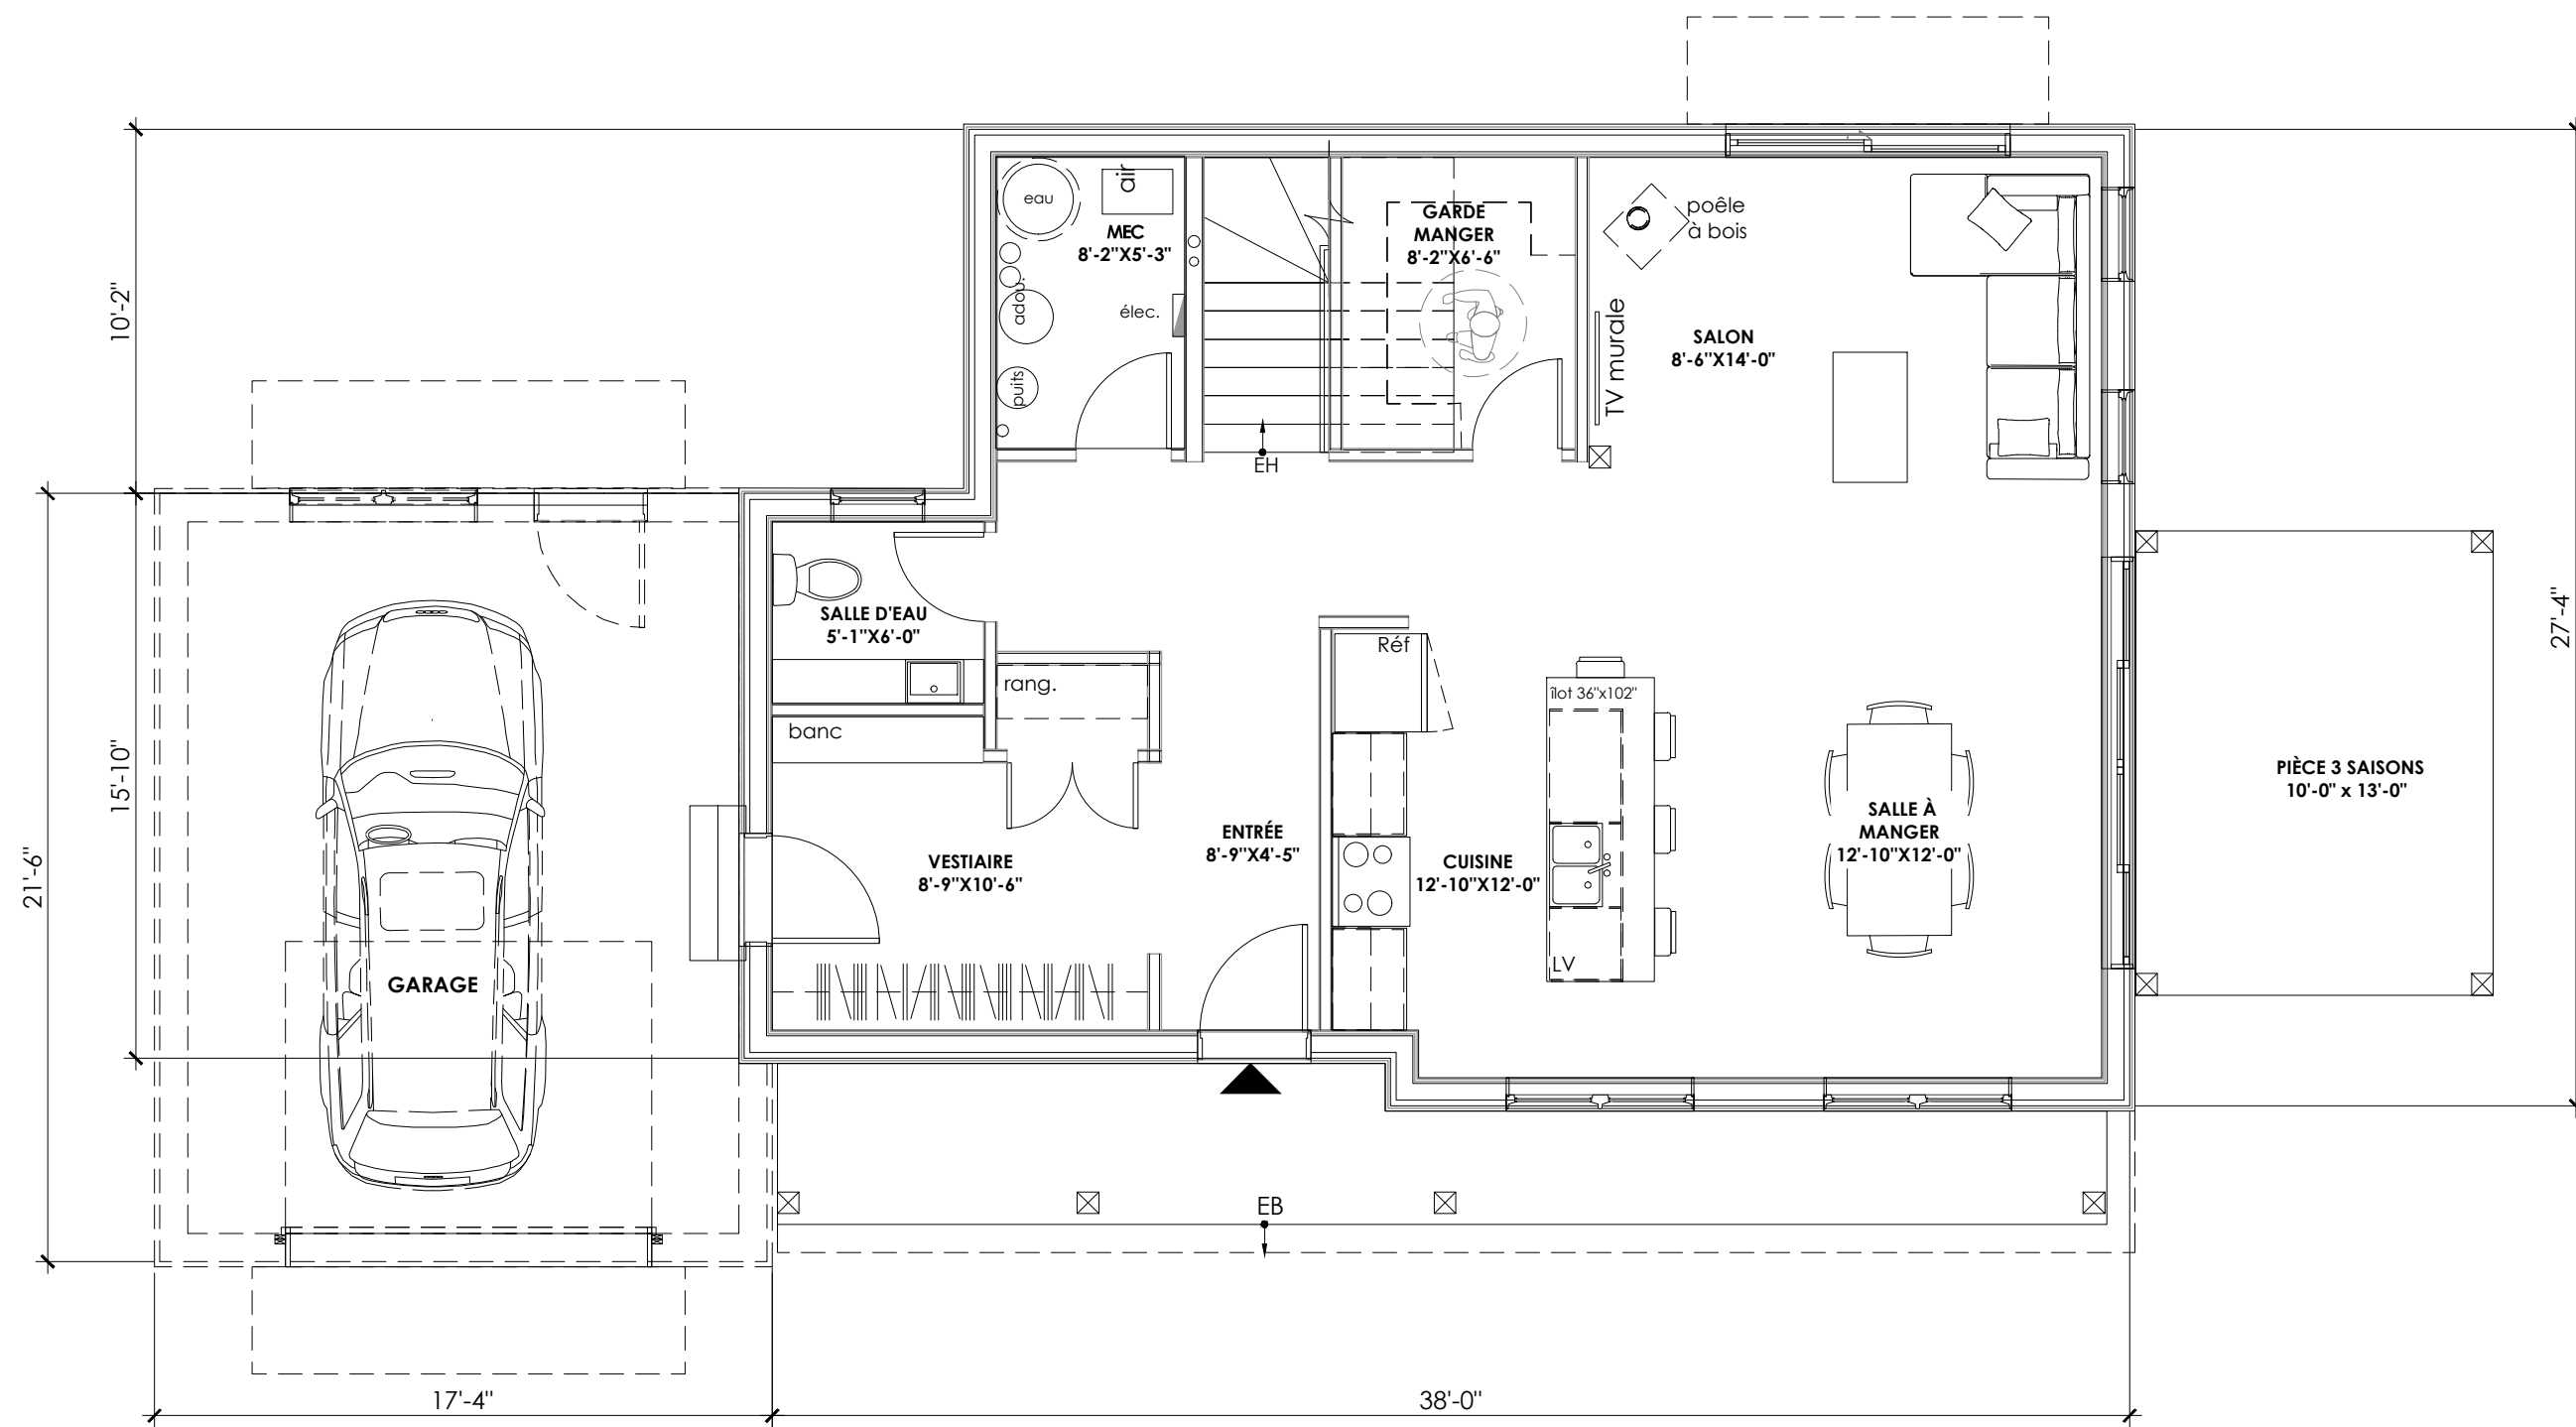 eau
air
MEC
8'-2"X5'-3"
adou.
élec.
puits
EH
GARDE
MANGER
8'-2"X6'-6"
poêle
à bois
TV murale
SALON
8'-6"X14'-0"
10'-2"
27'-4"
SALLE D'EAU
5'-1"X6'-0"
rang.
banc
Réf
îlot 36"x102"
15'-10"
21'-6"
PIÈCE 3 SAISONS
10'-0" x 13'-0"
SALLE À
MANGER
12'-10"X12'-0"
ENTRÉE
8'-9"X4'-5"
VESTIAIRE
8'-9"X10'-6"
CUISINE
12'-10"X12'-0"
LV
GARAGE
EB
17'-4"
38'-0"